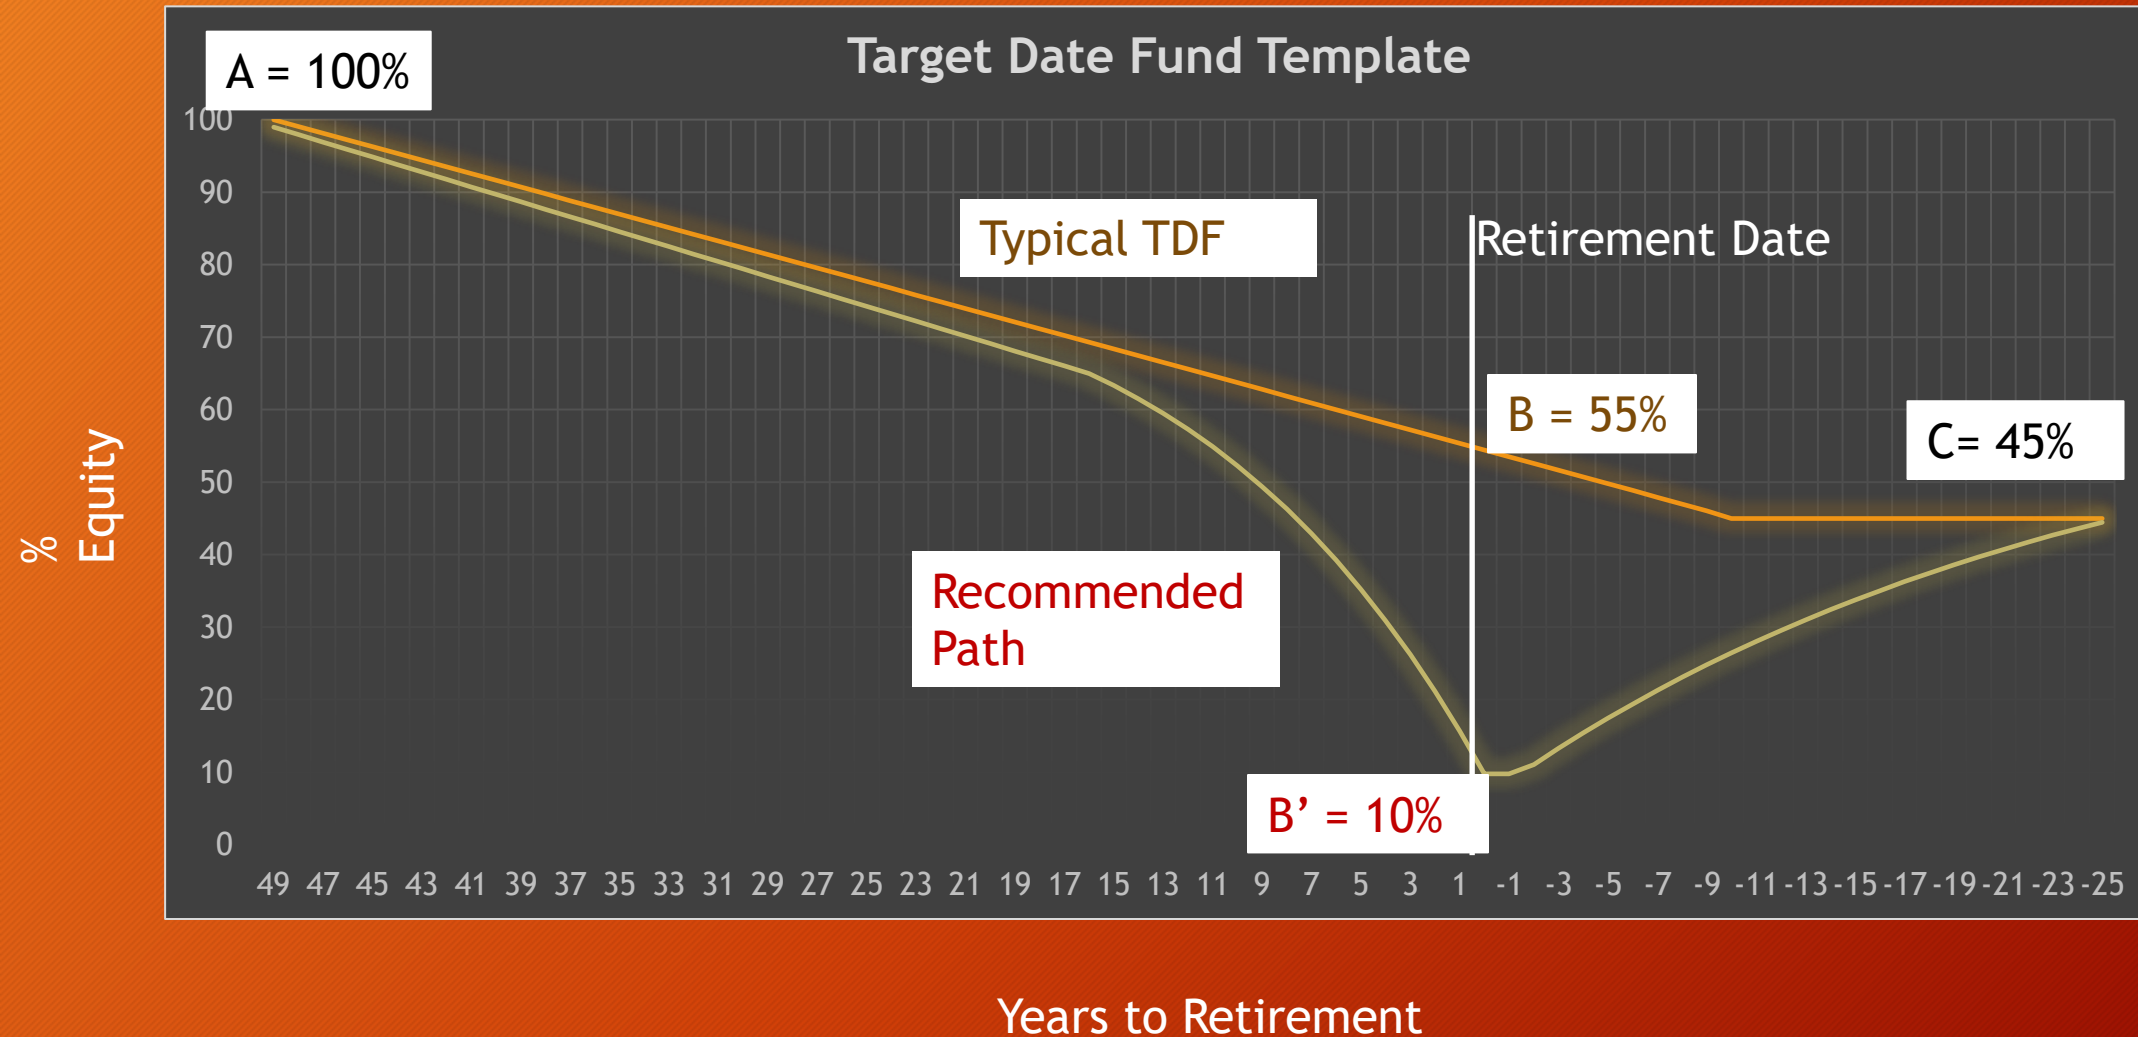 Target Date Fund Template
A = 100%
100
90
80
70
60
50
40
30
20
10
0
Typical TDF
Retirement Date
B = 55%
C= 45%
Recommended
Path
B’ = 10%
%
Equity
49 47 45 43 41 39 37 35 33 31 29 27 25 23 21 19 17 15 13 11 9 7 5 3 1 -1 -3 -5 -7 -9 -11 -13 -15 -17 -19 -21 -23 -25
Years to Retirement